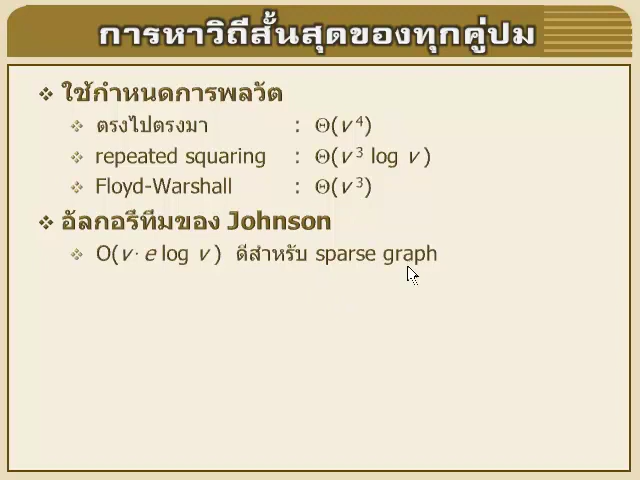 การหาวิถีสั้นสุดของทุกคู่ปม
❖ ใช้กำหนดการพลวัต
❖ ตรงไปตรงมา : Θ(v⁴)
❖ repeated squaring : Θ(v³ log v)
❖ Floyd-Warshall : Θ(v³)
❖ อัลกอรึทึมของ Johnson
❖ O(v· e log v) ดีสำหรับ sparse graph